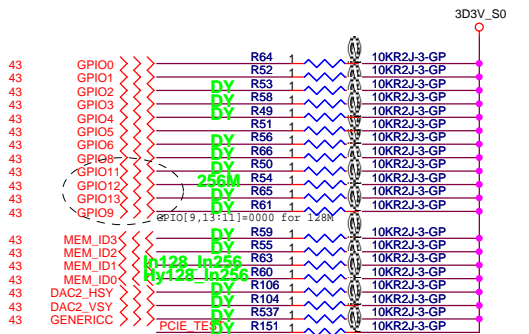 3D3V_S0
43 GPIO0 R64 1 10KR2J-3-GP
43 GPIO1 R52 1 10KR2J-3-GP
43 GPIO2 DY R53 1 10KR2J-3-GP
43 GPIO3 DY R58 1 10KR2J-3-GP
43 GPIO4 DY R49 1 10KR2J-3-GP
43 GPIO5 R51 1 10KR2J-3-GP
43 GPIO6 DY R56 1 10KR2J-3-GP
43 DY R66 1 10KR2J-3-GP
43 GPIO11 DY R50 1 10KR2J-3-GP
43 GPIO12 256M R54 1 10KR2J-3-GP
43 GPIO13 DY R65 1 10KR2J-3-GP
43 GPIO9 DY R61 1 10KR2J-3-GP
GPIO[9,13:11]=0000 for 128M
43 MEM_ID3 DY R59 1 10KR2J-3-GP
43 MEM_ID2 DY R55 1 10KR2J-3-GP
43 MEM_ID1 In128_In256 R63 1 10KR2J-3-GP
43 MEM_ID0 Hy128_In256 R60 1 10KR2J-3-GP
43 DAC2_HSY DY R106 1 10KR2J-3-GP
43 DAC2_VSY DY R104 1 10KR2J-3-GP
43 GENERICC DY R537 1 10KR2J-3-GP
PCIE_TEST DY R151 1 10KR2J-3-GP